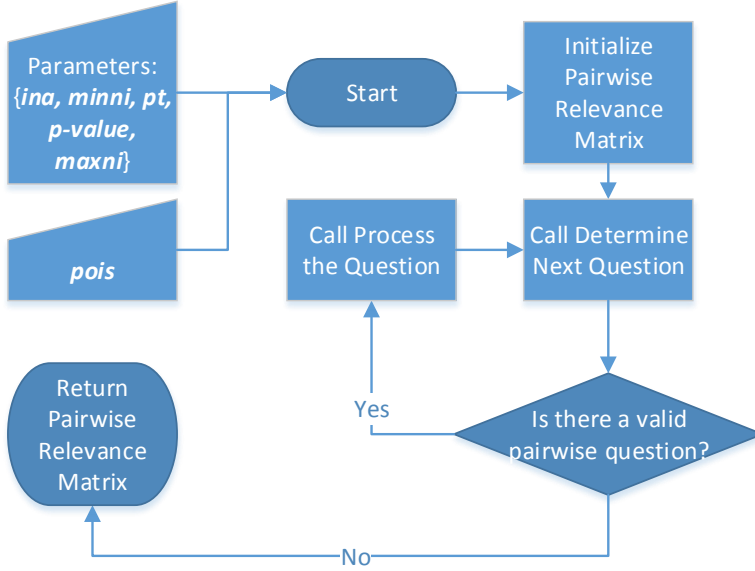 Parameters:
{ina, minni, pt,
p-value,
maxni}
Start
Initialize
Pairwise
Relevance
Matrix
pois
Call Process
the Question
Call Determine
Next Question
Return
Pairwise
Relevance
Matrix
Yes
Is there a valid
pairwise question?
No